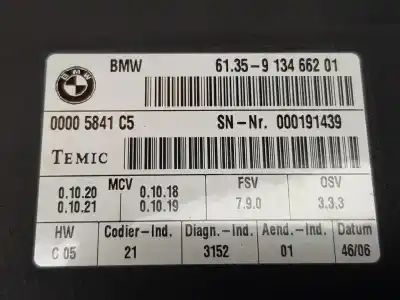 BMW 61.35-9 134 662 01
BMW
0000 5841 C5 SN-Nr. 000191439
TEMIC
MCV FSV OSV
0.10.20 0.10.18
0.10.21 0.10.19 7.9.0 3.3.3
HW Codier-Ind. Diagn.-Ind. Aend.-Ind. Datum
C 05 21 3152 01 46/06